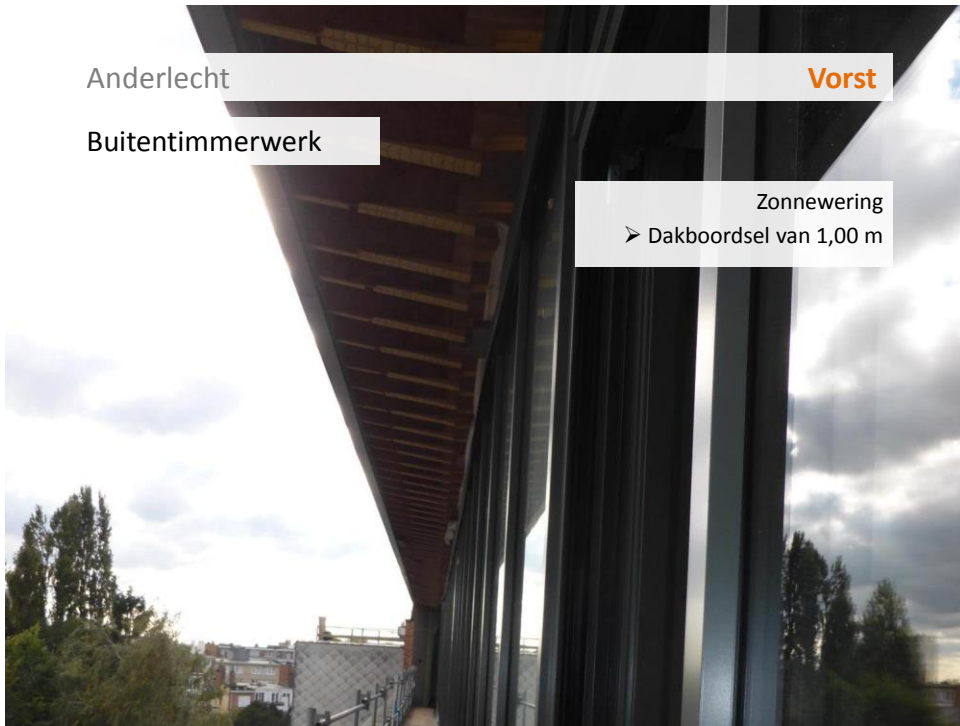 Anderlecht Vorst
Buitentimmerwerk
Zonnewering
➢ Dakboordsel van 1,00 m